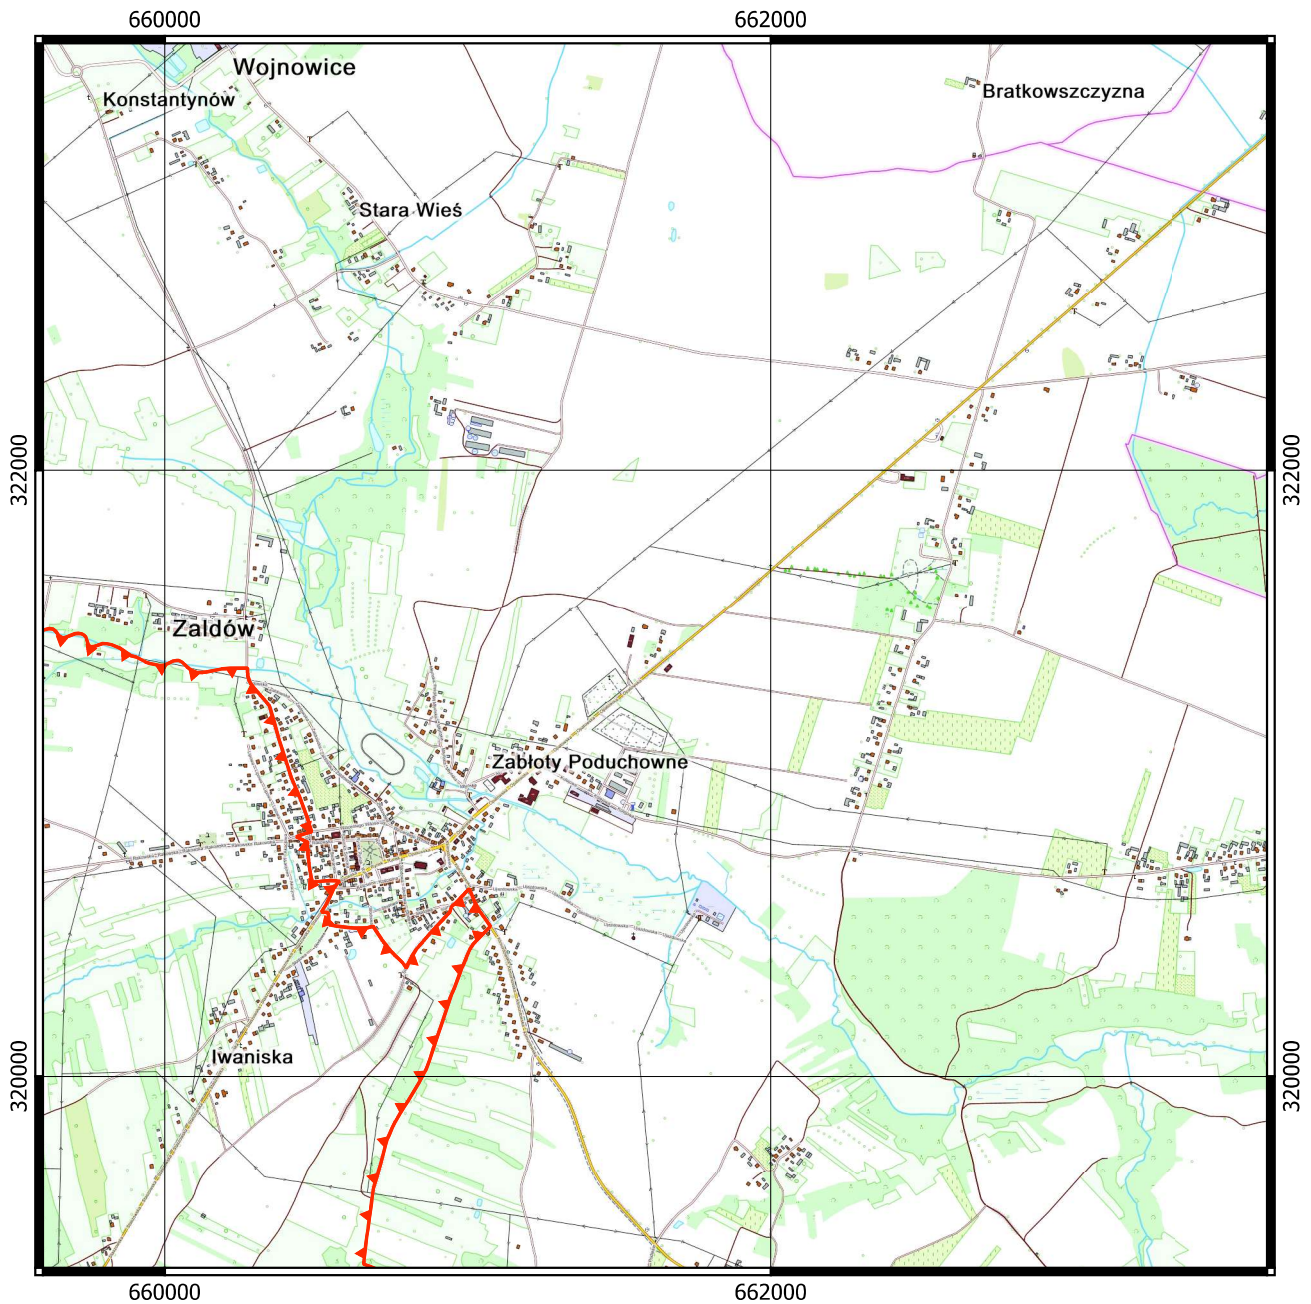 660000 662000
Wojnowice
Konstantynów
Bratkowszczyzna
Stara Wieś
322000 322000
Zaldów
Zabłoty Poduchowne
Iwaniska
320000 320000
660000 662000